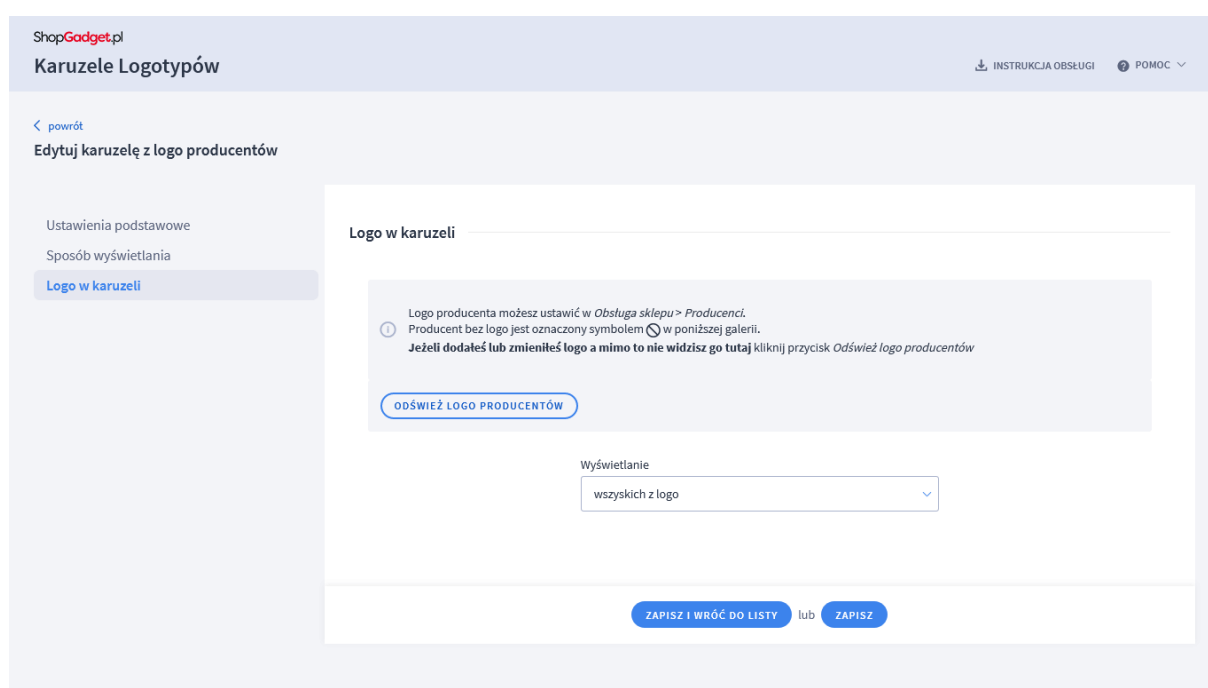 ShopGadget.pl
Karuzele Logotypów
INSTRUKCJA OBSŁUGI
POMOC
powrót
Edytuj karuzelę z logo producentów
Ustawienia podstawowe
Sposób wyświetlania
Logo w karuzeli
Logo w karuzeli
Logo producenta możesz ustawić w Obsługa sklepu > Producenci.
Producent bez logo jest oznaczony symbolem w poniższej galerii.
Jeżeli dodałeś lub zmieniłeś logo a mimo to nie widzisz go tutaj kliknij przycisk Odśwież logo producentów
ODŚWIEŻ LOGO PRODUCENTÓW
Wyświetlanie
wszyskich z logo
ZAPISZ I WRÓĆ DO LISTY lub ZAPISZ